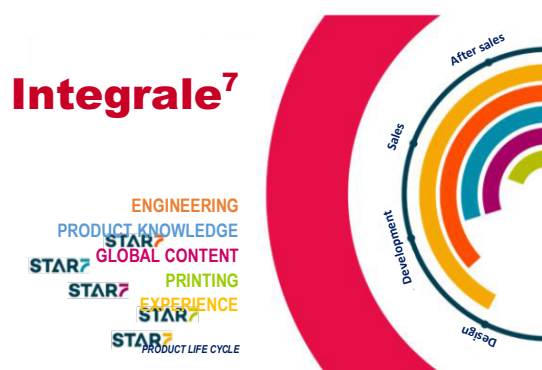 Integrale7
ENGINEERING
PRODUCT KNOWLEDGE
STAR7
GLOBAL CONTENT
STAR7
PRINTING
STAR7
EXPERIENCE
STAR7
STAR7
PRODUCT LIFE CYCLE
After sales
Sales
Development
Design